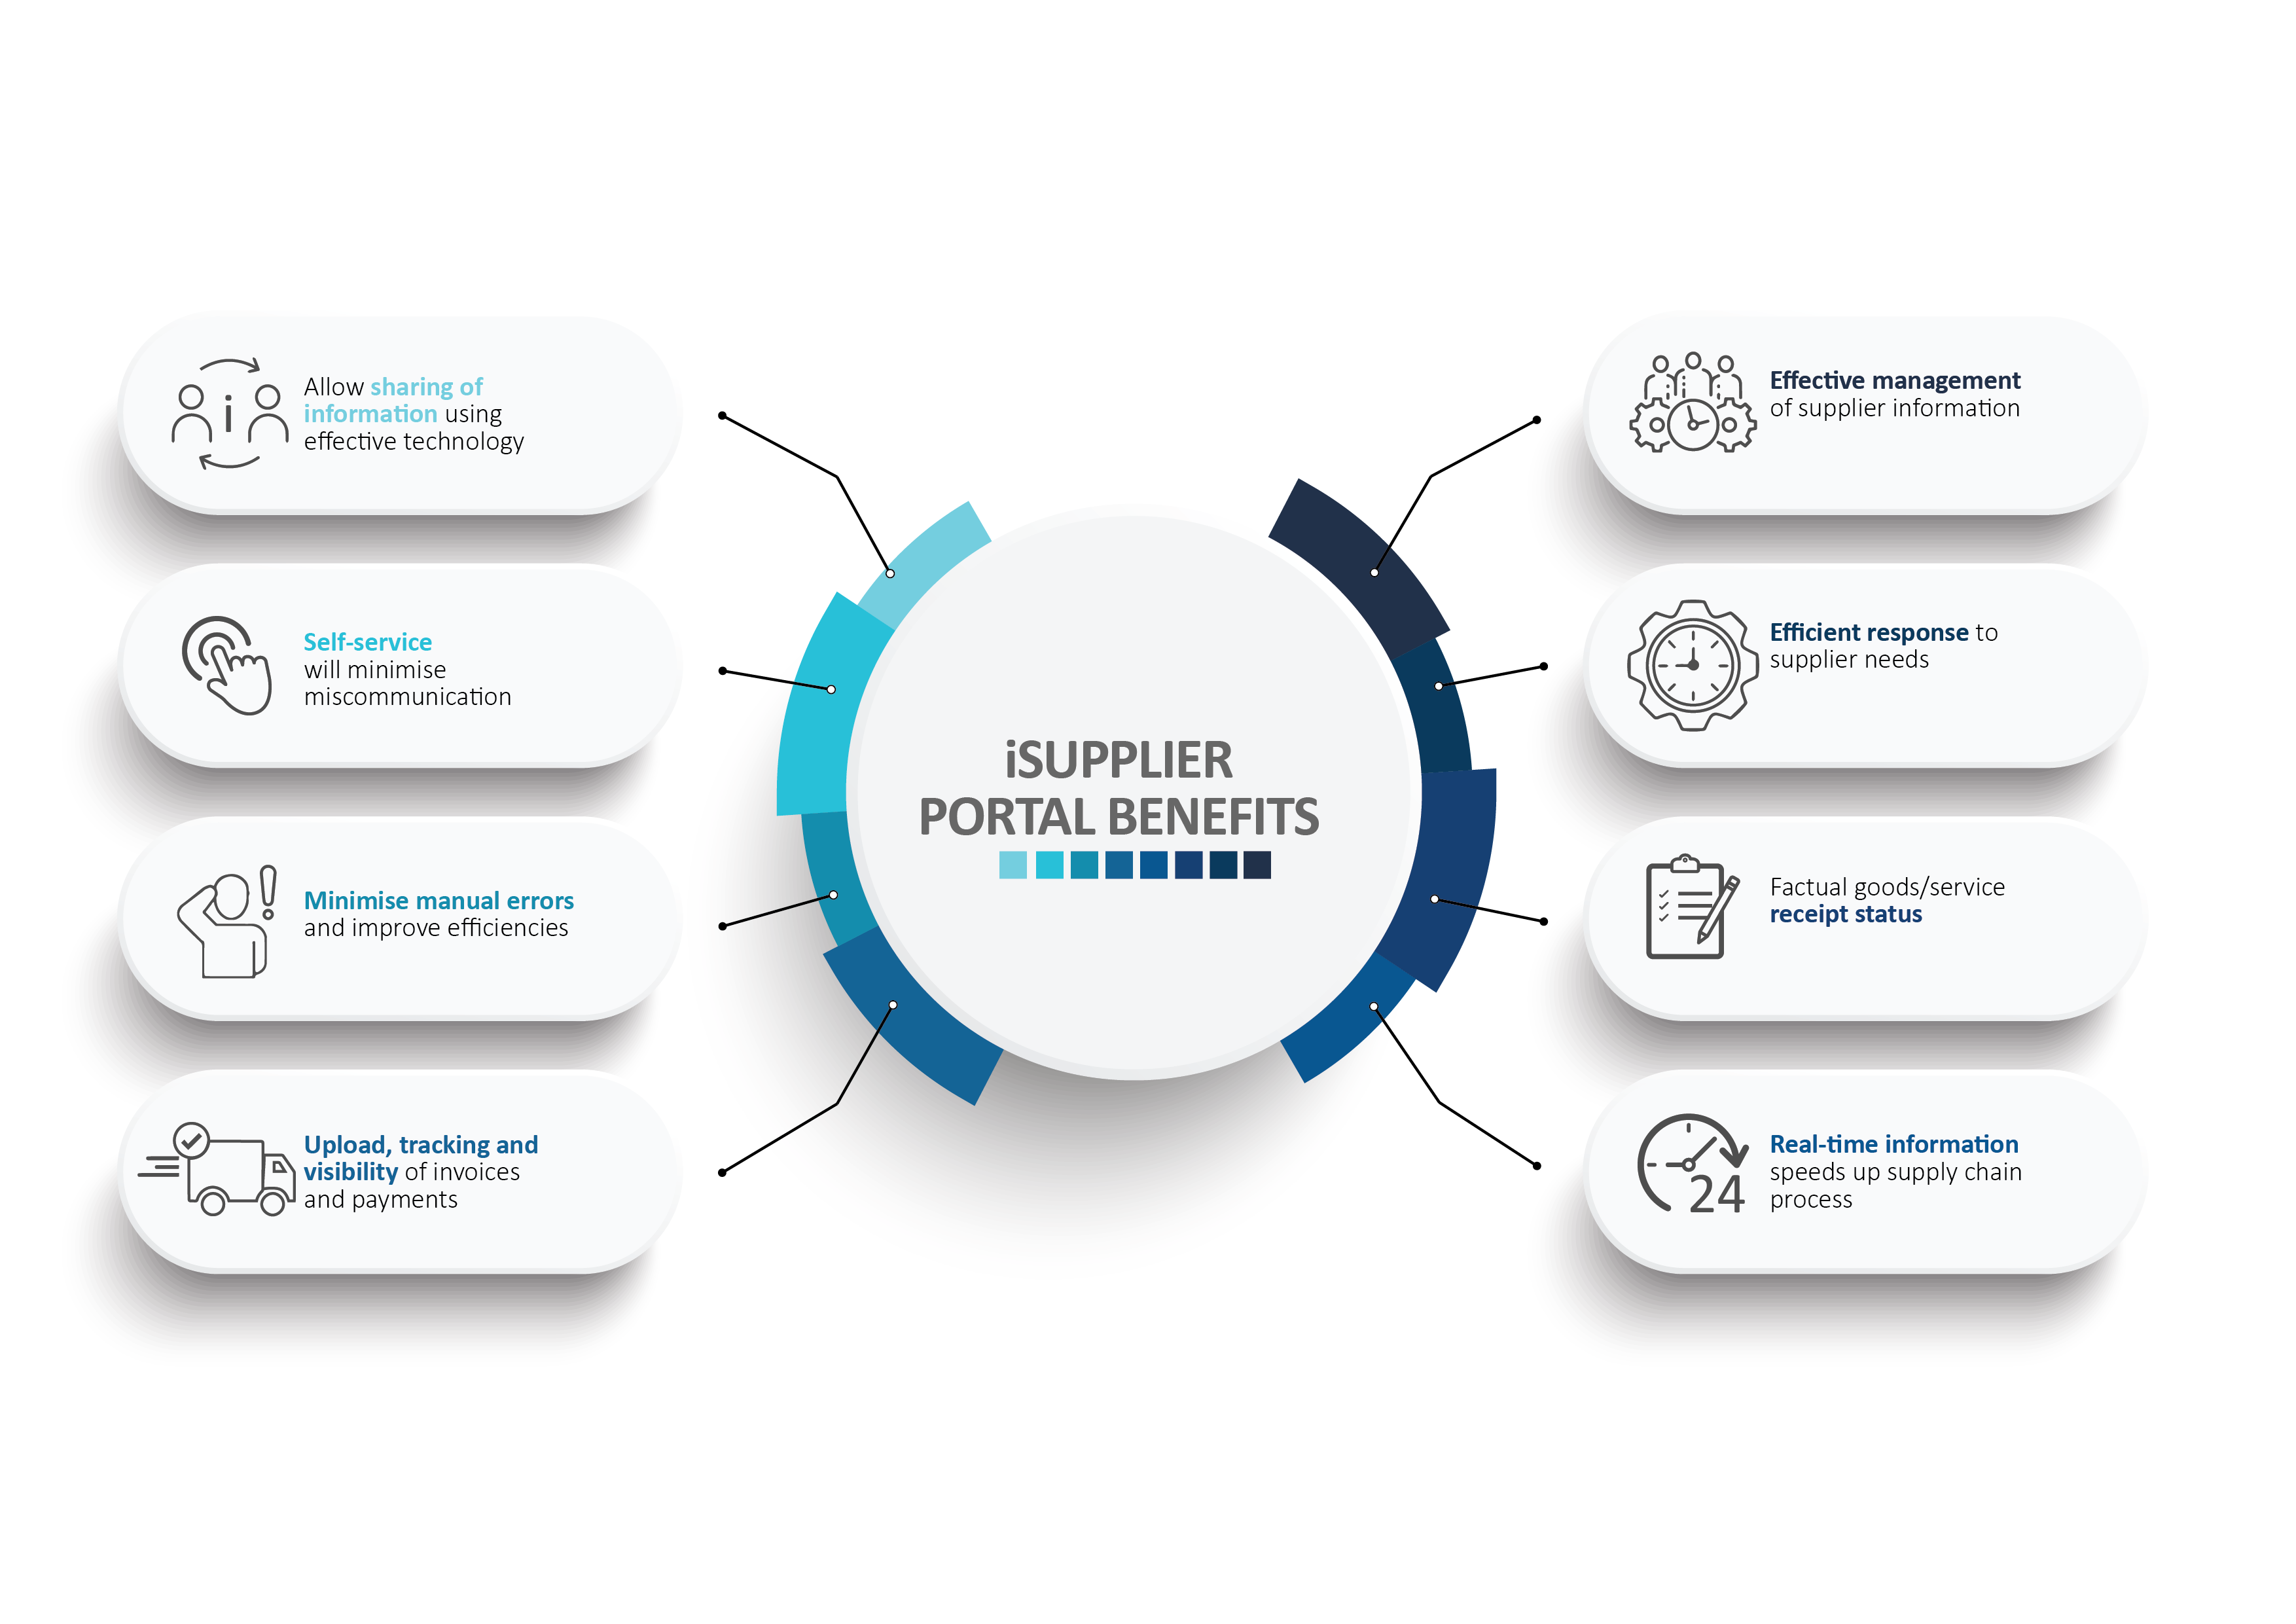 Allow sharing of
information using
effective technology
Self-service
will minimise
miscommunication
Minimise manual errors
and improve efficiencies
Upload, tracking and
visibility of invoices
and payments
iSUPPLIER
PORTAL BENEFITS
Effective management
of supplier information
Efficient response to
supplier needs
Factual goods/service
receipt status
Real-time information
speeds up supply chain
process
i
24